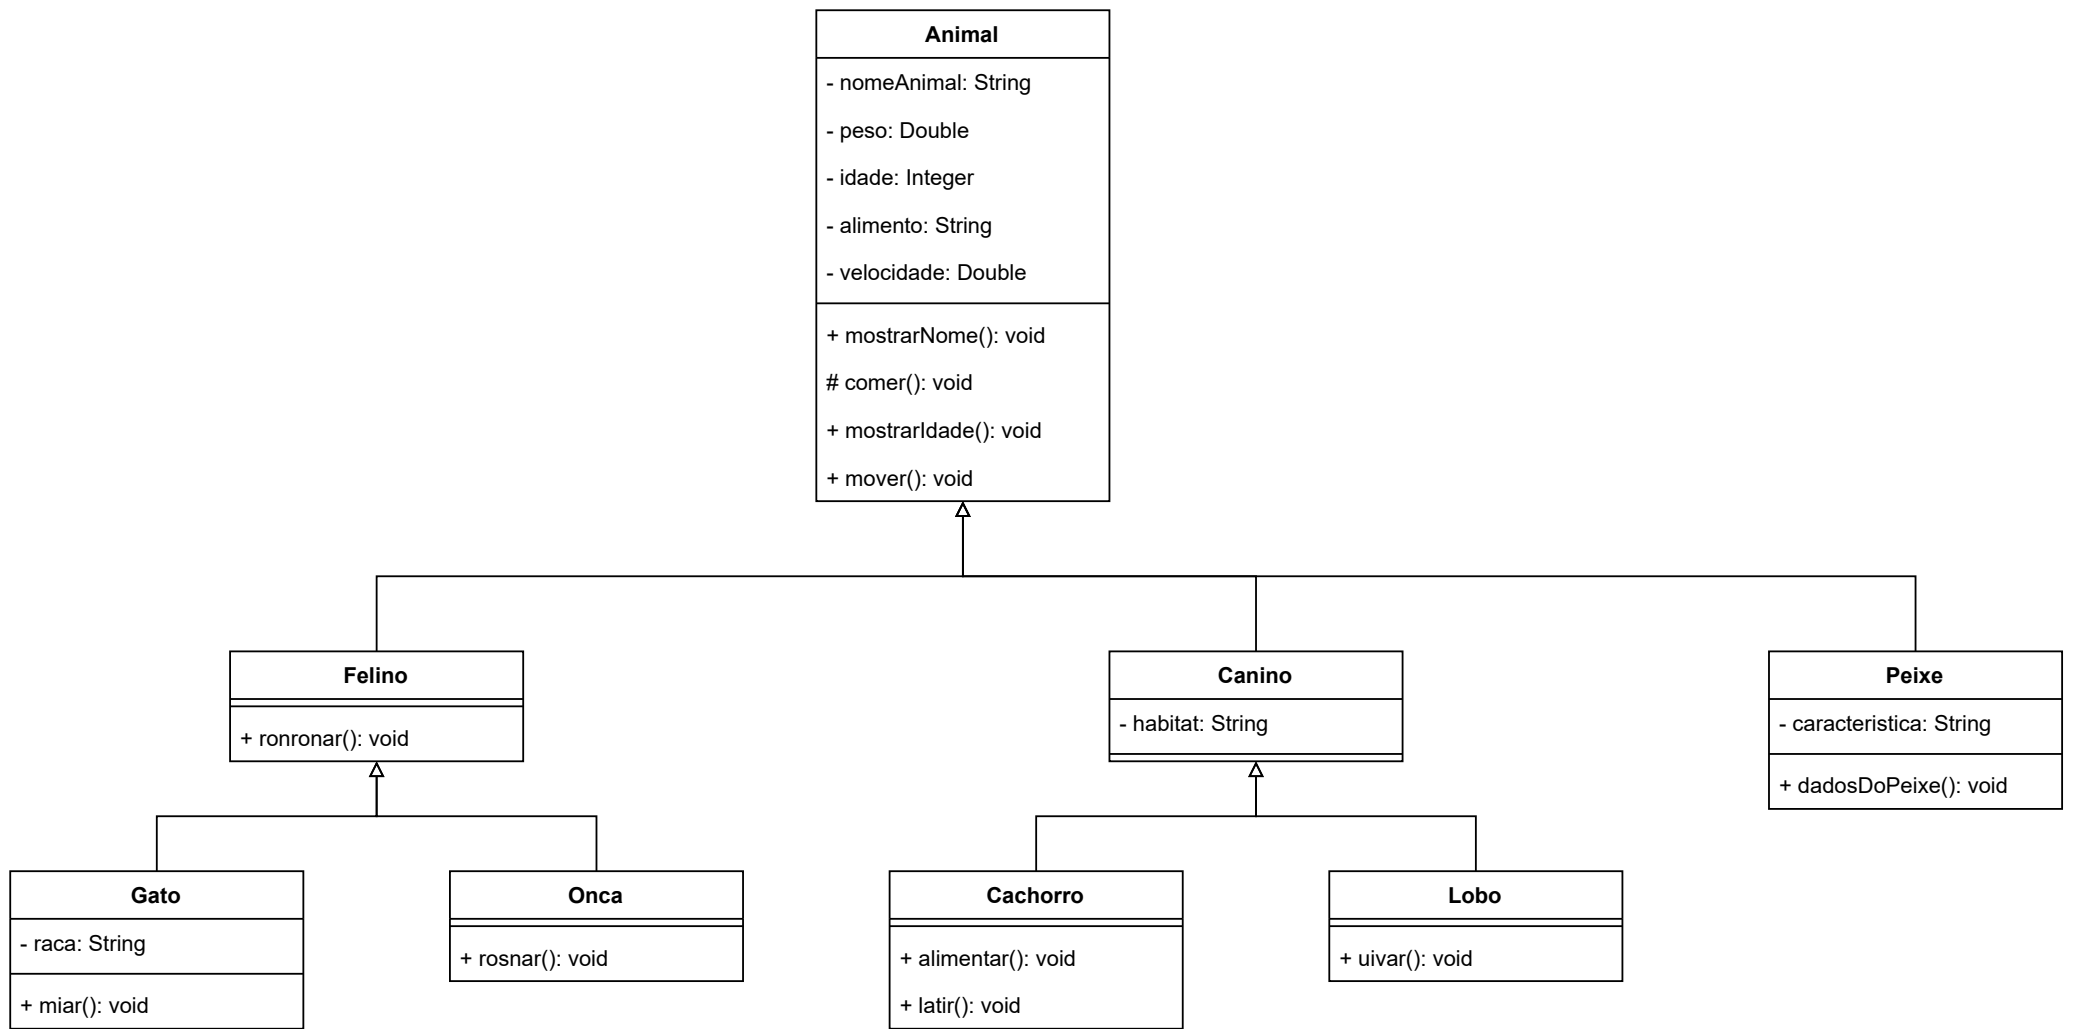 Animal
- nomeAnimal: String
- peso: Double
- idade: Integer
- alimento: String
- velocidade: Double
+ mostrarNome(): void
# comer(): void
+ mostrarIdade(): void
+ mover(): void
Felino
+ ronronar(): void
Canino
- habitat: String
Peixe
- caracteristica: String
+ dadosDoPeixe(): void
Gato
- raca: String
+ miar(): void
Onca
+ rosnar(): void
Cachorro
+ alimentar(): void
+ latir(): void
Lobo
+ uivar(): void